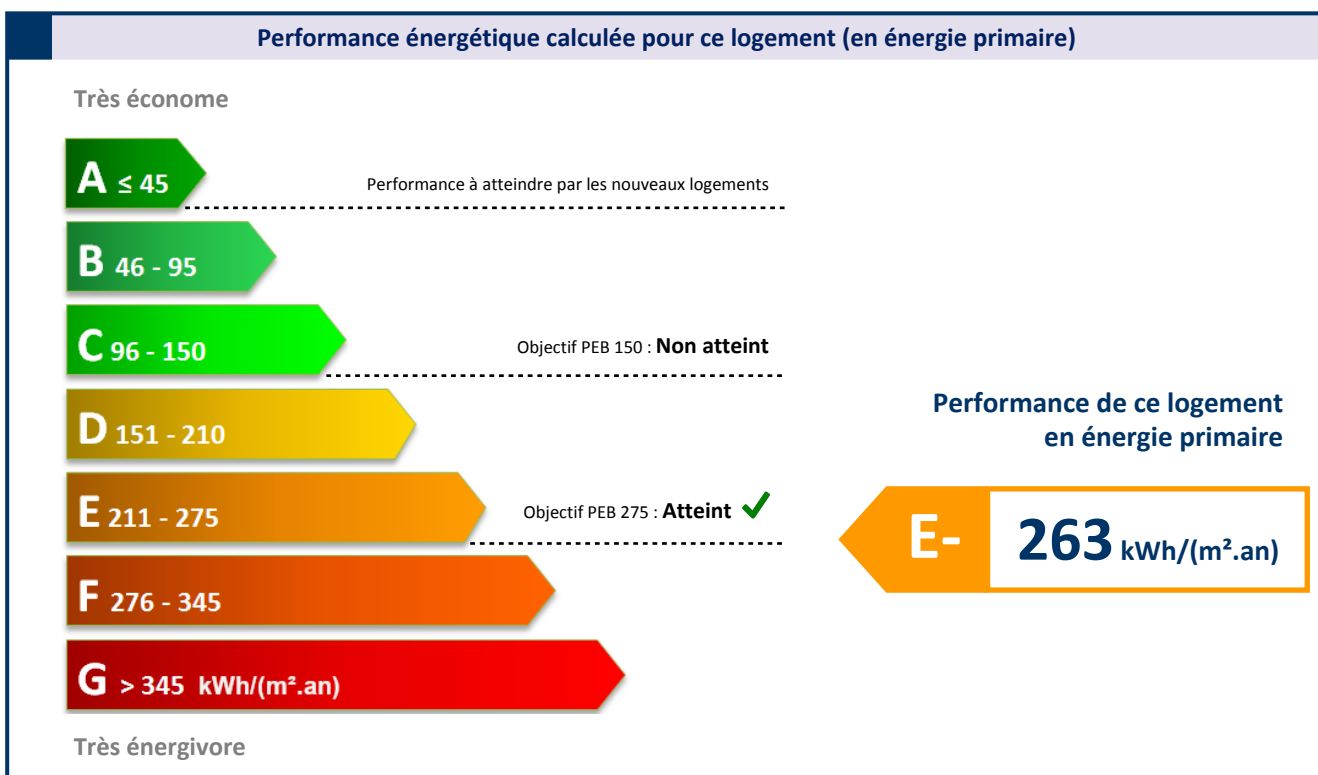 Performance énergétique calculée pour ce logement (en énergie primaire)
Très économe
A ≤ 45
Performance à atteindre par les nouveaux logements
B 46 - 95
C 96 - 150
Objectif PEB 150 : Non atteint
D 151 - 210
Performance de ce logement
en énergie primaire
E 211 - 275
Objectif PEB 275 : Atteint ✓
E- 263 kWh/(m².an)
F 276 - 345
G > 345 kWh/(m².an)
Très énergivore